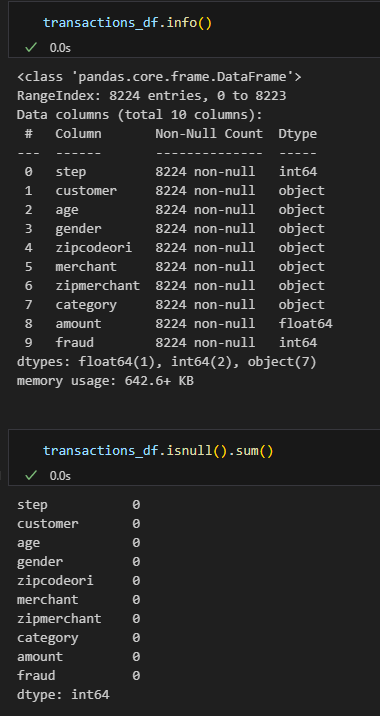 transactions_df.info()
0.0s
<class 'pandas.core.frame.DataFrame'>
RangeIndex: 8224 entries, 0 to 8223
Data columns (total 10 columns):
 #   Column       Non-Null Count  Dtype
---  ------       --------------  -----
 0   step         8224 non-null   int64
 1   customer     8224 non-null   object
 2   age          8224 non-null   object
 3   gender       8224 non-null   object
 4   zipcodeori   8224 non-null   object
 5   merchant     8224 non-null   object
 6   zipmerchant  8224 non-null   object
 7   category     8224 non-null   object
 8   amount       8224 non-null   float64
 9   fraud        8224 non-null   int64
dtypes: float64(1), int64(2), object(7)
memory usage: 642.6+ KB
transactions_df.isnull().sum()
0.0s
step           0
customer       0
age            0
gender         0
zipcodeori     0
merchant       0
zipmerchant    0
category       0
amount         0
fraud          0
dtype: int64